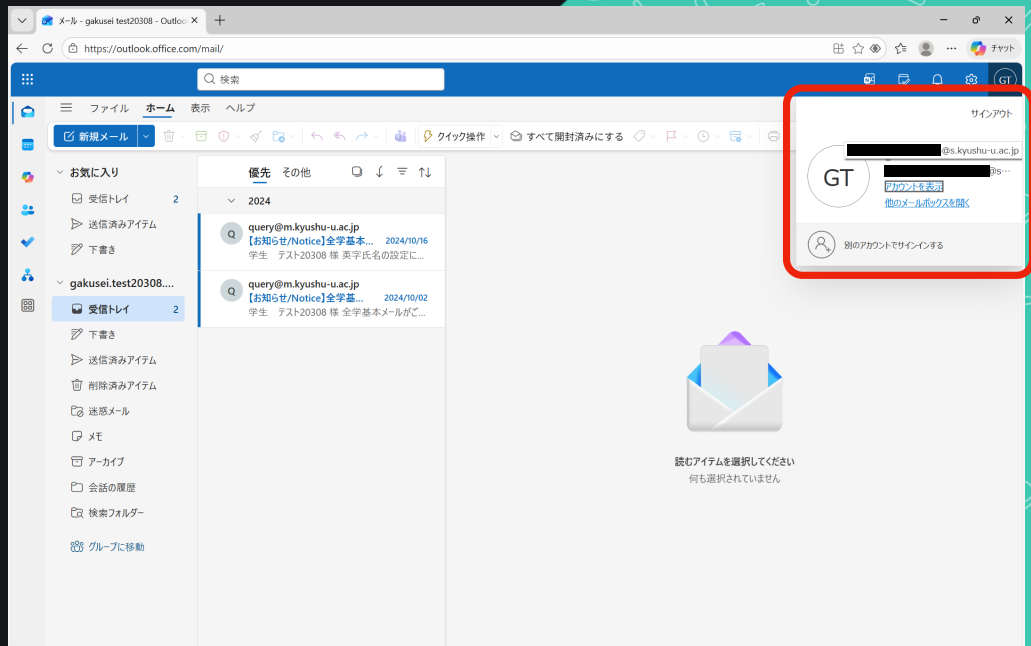 メール - gakusei test20308 - Outloo
https://outlook.office.com/mail/
チャット
検索
GT
ファイル ホーム 表示 ヘルプ
新規メール
クイック操作
すべて開封済みにする
サインアウト
@s.kyushu-u.ac.jp
GT
@s…
アカウントを表示
他のメールボックスを開く
別のアカウントでサインインする
お気に入り
受信トレイ 2
送信済みアイテム
下書き
gakusei.test20308....
受信トレイ 2
下書き
送信済みアイテム
削除済みアイテム
迷惑メール
メモ
アーカイブ
会話の履歴
検索フォルダー
グループに移動
優先 その他
2024
Q
query@m.kyushu-u.ac.jp
【お知らせ/Notice】全学基本... 2024/10/16
学生 テスト20308 様 英字氏名の設定に...
Q
query@m.kyushu-u.ac.jp
【お知らせ/Notice】全学基... 2024/10/02
学生 テスト20308 様 全学基本メールがご...
読むアイテムを選択してください
何も選択されていません